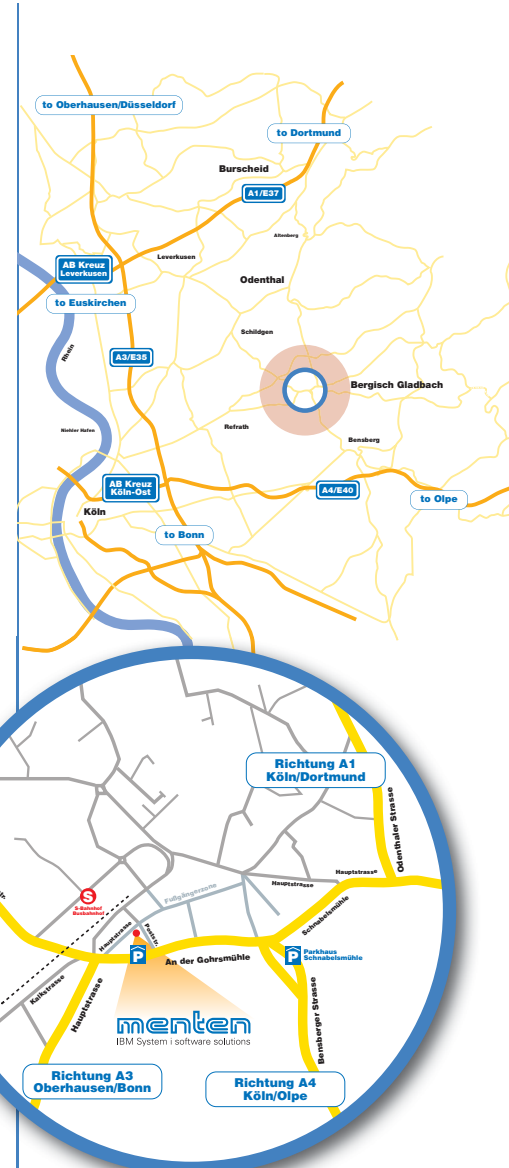 to Oberhausen/Düsseldorf
to Dortmund
Burscheid
A1/E37
Altenberg
Leverkusen
AB Kreuz
Leverkusen
Odenthal
to Euskirchen
Schildgen
Rhein
A3/E35
Bergisch Gladbach
Refrath
Niehler Hafen
Bensberg
AB Kreuz
Köln-Ost
A4/E40
to Olpe
Köln
to Bonn
Richtung A1
Köln/Dortmund
Odenthaler Strasse
Hauptstrasse
Hauptstrasse
Fußgängerzone
S
S-Bahnhof
Busbahnhof
str.
Schnabelsmühle
Hauptstrasse
Poststr.
P
An der Gohrsmühle
P
Parkhaus
Schnabelsmühle
Kalkstrasse
Hauptstrasse
Bensberger Strasse
menten
IBM System i software solutions
Richtung A3
Oberhausen/Bonn
Richtung A4
Köln/Olpe